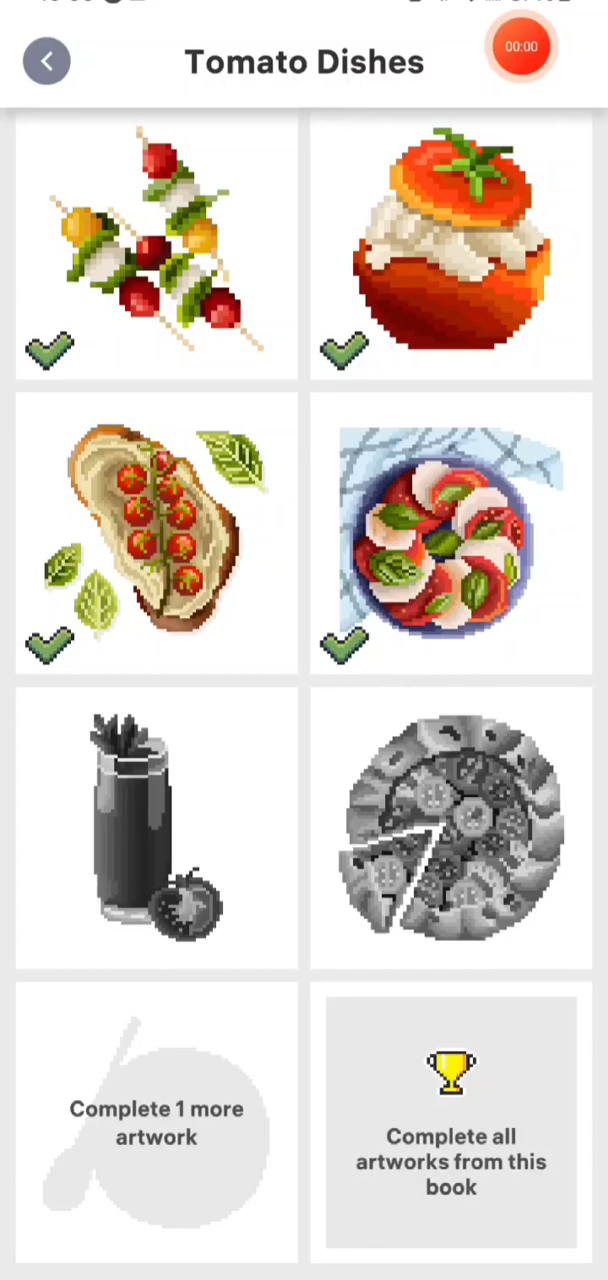 Tomato Dishes
00:00
Complete 1 more
artwork
Complete all
artworks from this
book